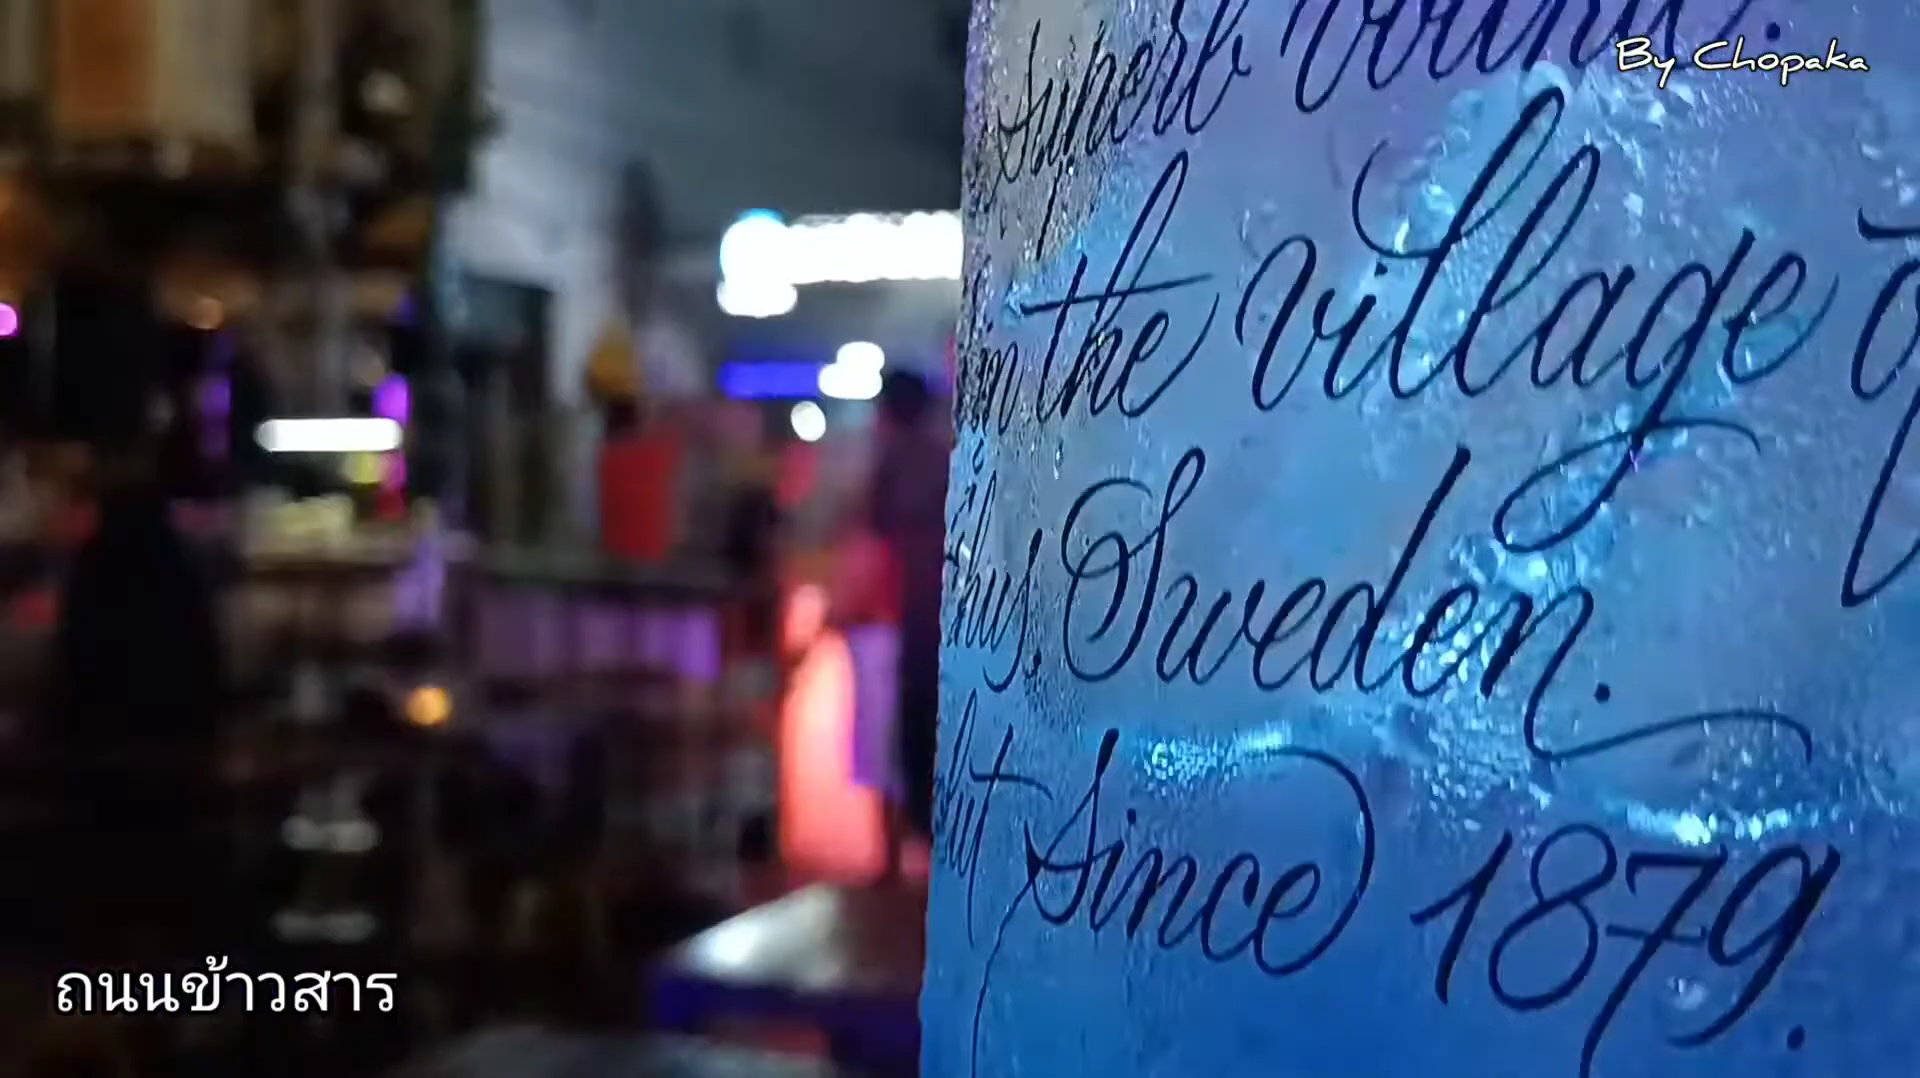 By Chopaka
superb
in the village
Sweden.
since 1879.
ถนนข้าวสาร